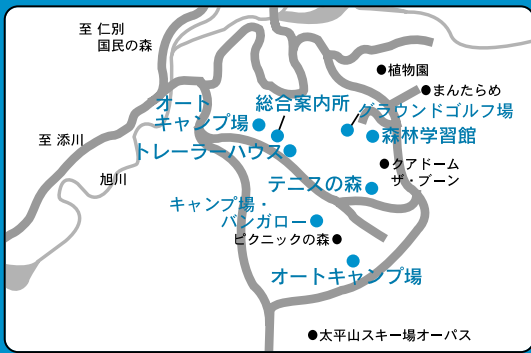 至 仁別
国民の森
●植物園
●まんたらめ
総合案内所
グラウンドゴルフ場
オート
キャンプ場
森林学習館
至 添川
トレーラーハウス
●クアドーム
ザ・ブーン
旭川
テニスの森
キャンプ場・
バンガロー
ピクニックの森●
オートキャンプ場
●太平山スキー場オーパス